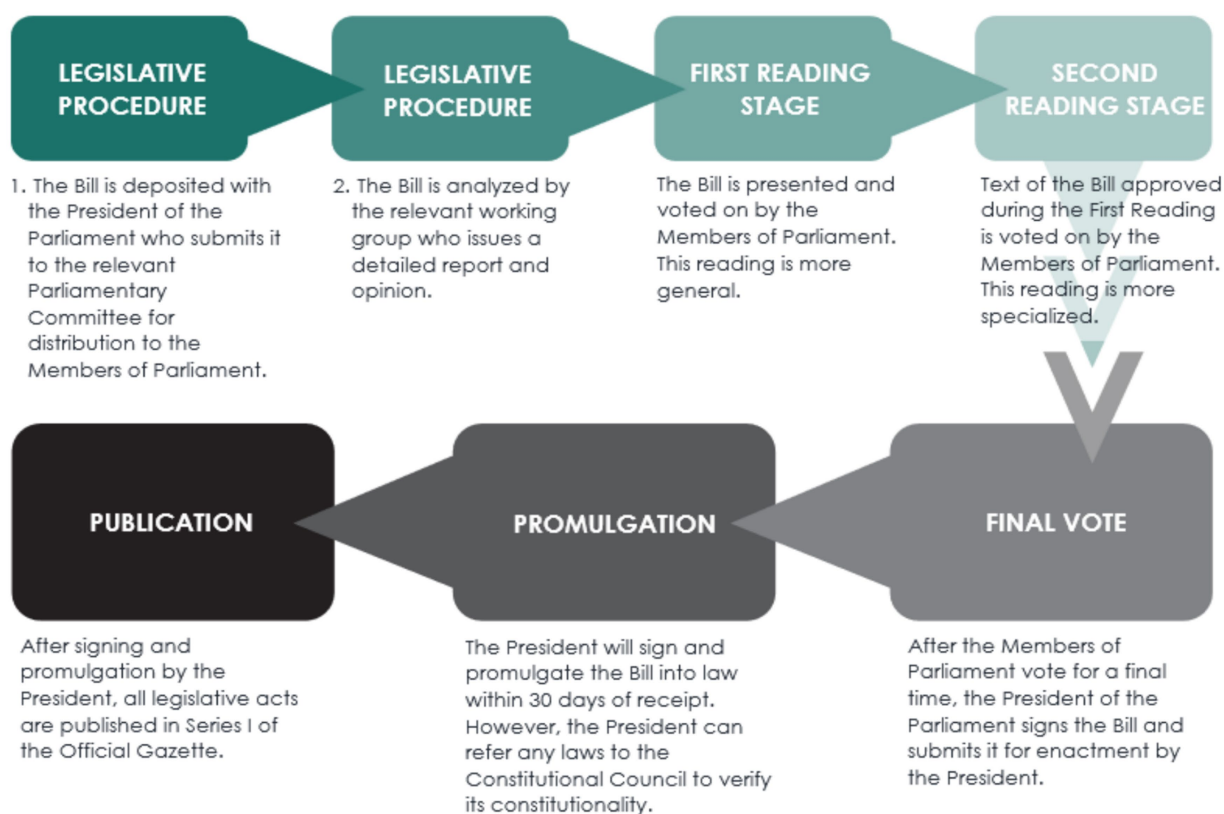 LEGISLATIVE
PROCEDURE
1. The Bill is deposited with
the President of the
Parliament who submits it
to the relevant
Parliamentary
Committee for
distribution to the
Members of Parliament.
LEGISLATIVE
PROCEDURE
2. The Bill is analyzed by
the relevant working
group who issues a
detailed report and
opinion.
FIRST READING
STAGE
The Bill is presented and
voted on by the
Members of Parliament.
This reading is more
general.
SECOND
READING STAGE
Text of the Bill approved
during the First Reading
is voted on by the
Members of Parliament.
This reading is more
specialized.
FINAL VOTE
After the Members of
Parliament vote for a final
time, the President of the
Parliament signs the Bill and
submits it for enactment by
the President.
PROMULGATION
The President will sign and
promulgate the Bill into law
within 30 days of receipt.
However, the President can
refer any laws to the
Constitutional Council to verify
its constitutionality.
PUBLICATION
After signing and
promulgation by the
President, all legislative acts
are published in Series I of
the Official Gazette.